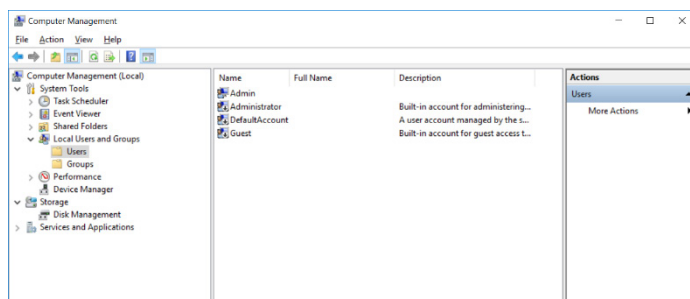 Computer Management
File Action View Help
Computer Management (Local)
System Tools
Task Scheduler
Event Viewer
Shared Folders
Local Users and Groups
Users
Groups
Performance
Device Manager
Storage
Disk Management
Services and Applications
Name Full Name Description
Admin
Administrator Built-in account for administering...
DefaultAccount A user account managed by the s...
Guest Built-in account for guest access t...
Actions
Users
More Actions